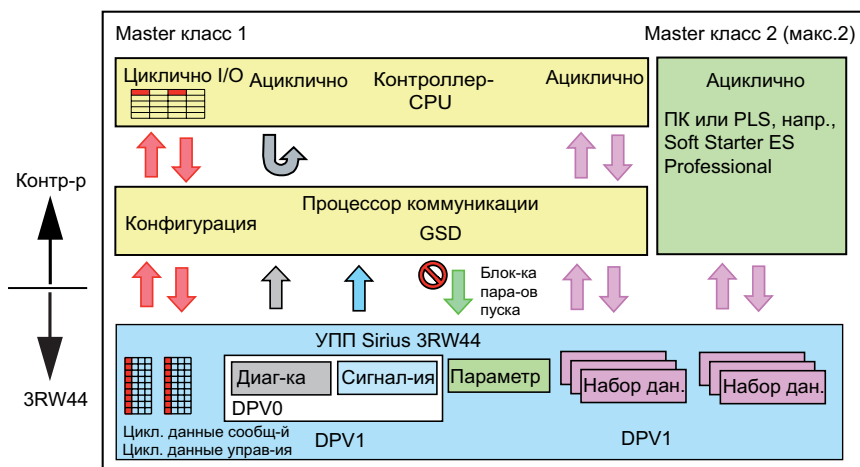 Master класс 1
Master класс 2 (макс.2)
Циклично I/O
Ациклично
Контроллер-
CPU
Ациклично
Ациклично
ПК или PLS, напр.,
Soft Starter ES
Professional
Контр-р
Процессор коммуникации
Конфигурация
GSD
Блок-ка
пара-ов
пуска
УПП Sirius 3RW44
3RW44
Диаг-ка
Сигнал-ия
Параметр
Набор дан.
Набор дан.
DPV0
Цикл. данные сообщ-й
Цикл. данные управ-ия
DPV1
DPV1